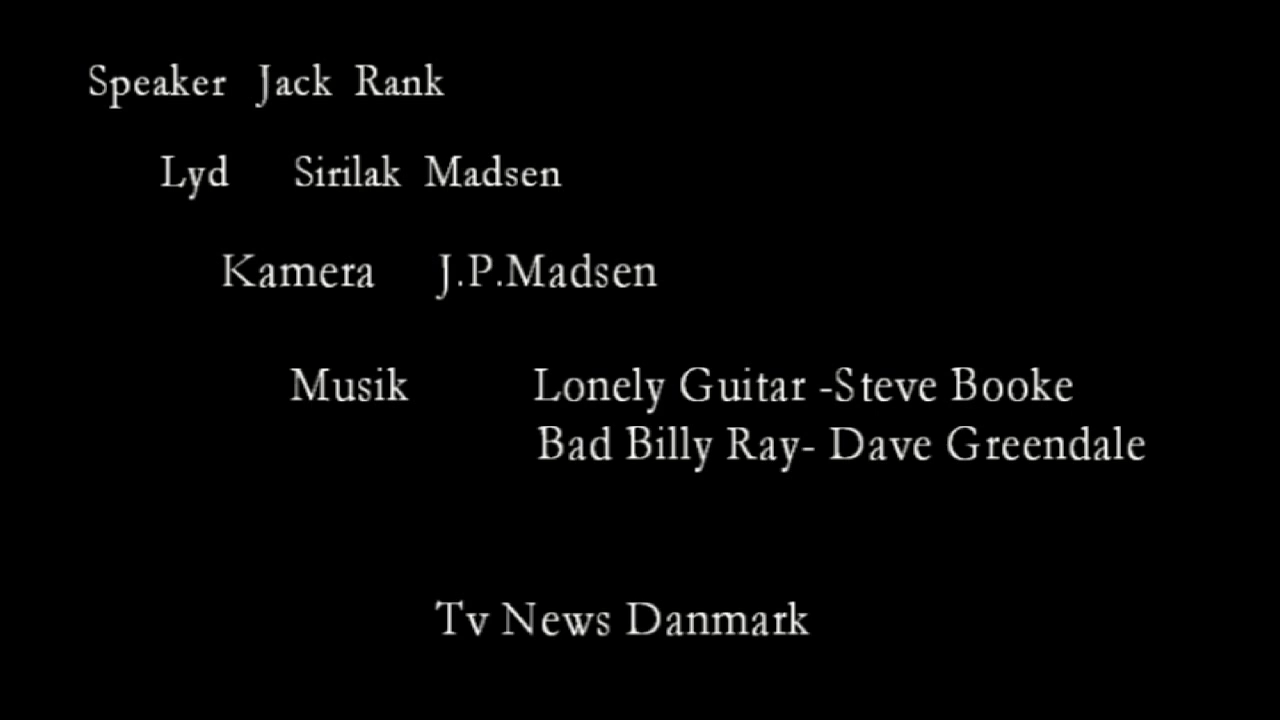 Speaker Jack Rank
Lyd Sirilak Madsen
Kamera J.P.Madsen
Musik Lonely Guitar -Steve Booke
Bad Billy Ray- Dave Greendale
Tv News Danmark